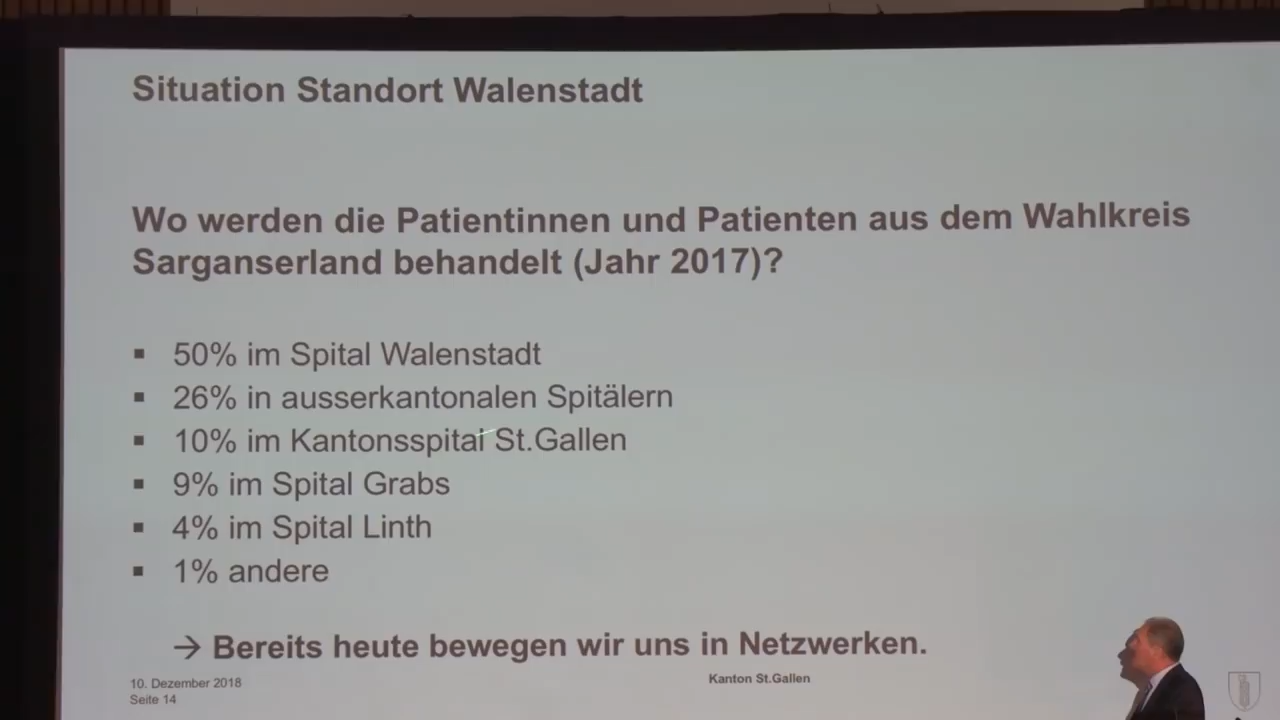 Situation Standort Walenstadt
Wo werden die Patientinnen und Patienten aus dem Wahlkreis
Sarganserland behandelt (Jahr 2017)?
▪ 50% im Spital Walenstadt
▪ 26% in ausserkantonalen Spitälern
▪ 10% im Kantonsspital St.Gallen
▪ 9% im Spital Grabs
▪ 4% im Spital Linth
▪ 1% andere
→ Bereits heute bewegen wir uns in Netzwerken.
10. Dezember 2018
Kanton St.Gallen
Seite 14